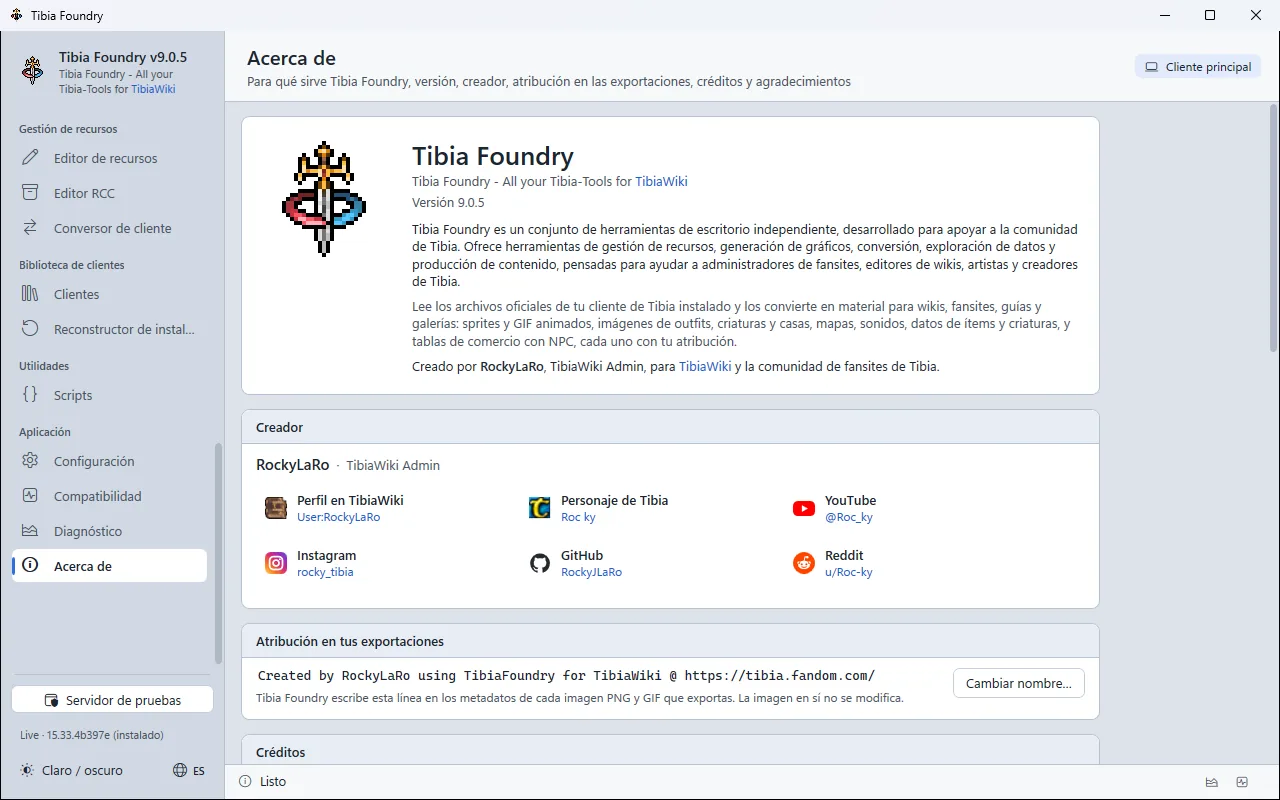 Tibia Foundry
Tibia Foundry v9.0.5
Tibia Foundry - All your
Tibia-Tools for TibiaWiki
Gestión de recursos
Editor de recursos
Editor RCC
Conversor de cliente
Biblioteca de clientes
Clientes
Reconstructor de instal...
Utilidades
Scripts
Aplicación
Configuración
Compatibilidad
Diagnóstico
Acerca de
Servidor de pruebas
Live · 15.33.4b397e (instalado)
Claro / oscuro
ES
Acerca de
Para qué sirve Tibia Foundry, versión, creador, atribución en las exportaciones, créditos y agradecimientos
Cliente principal
Tibia Foundry
Tibia Foundry - All your Tibia-Tools for TibiaWiki
Versión 9.0.5
Tibia Foundry es un conjunto de herramientas de escritorio independiente, desarrollado para apoyar a la comunidad
de Tibia. Ofrece herramientas de gestión de recursos, generación de gráficos, conversión, exploración de datos y
producción de contenido, pensadas para ayudar a administradores de fansites, editores de wikis, artistas y creadores
de Tibia.
Lee los archivos oficiales de tu cliente de Tibia instalado y los convierte en material para wikis, fansites, guías y
galerías: sprites y GIF animados, imágenes de outfits, criaturas y casas, mapas, sonidos, datos de ítems y criaturas, y
tablas de comercio con NPC, cada uno con tu atribución.
Creado por RockyLaRo, TibiaWiki Admin, para TibiaWiki y la comunidad de fansites de Tibia.
Creador
RockyLaRo · TibiaWiki Admin
Perfil en TibiaWiki
User:RockyLaRo
Personaje de Tibia
Roc ky
YouTube
@Roc_ky
Instagram
rocky_tibia
GitHub
RockyJLaRo
Reddit
u/Roc-ky
Atribución en tus exportaciones
Created by RockyLaRo using TibiaFoundry for TibiaWiki @ https://tibia.fandom.com/
Tibia Foundry escribe esta línea en los metadatos de cada imagen PNG y GIF que exportas. La imagen en sí no se modifica.
Cambiar nombre...
Créditos
Listo